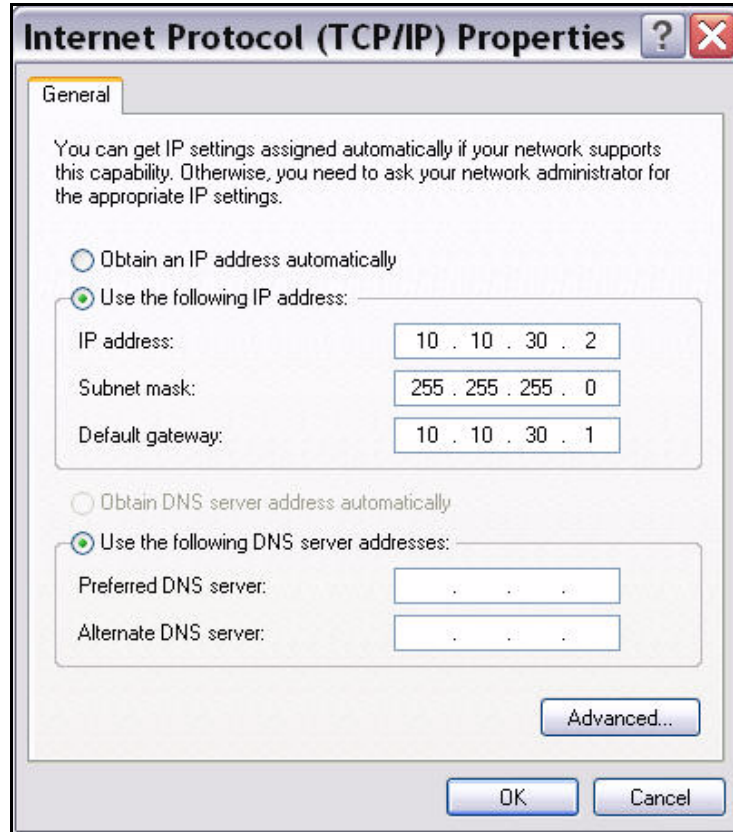 Internet Protocol (TCP/IP) Properties ?
General
You can get IP settings assigned automatically if your network supports
this capability. Otherwise, you need to ask your network administrator for
the appropriate IP settings.
Obtain an IP address automatically
Use the following IP address:
IP address: 10 . 10 . 30 . 2
Subnet mask: 255 . 255 . 255 . 0
Default gateway: 10 . 10 . 30 . 1
Obtain DNS server address automatically
Use the following DNS server addresses:
Preferred DNS server: . . .
Alternate DNS server: . . .
Advanced...
OK Cancel